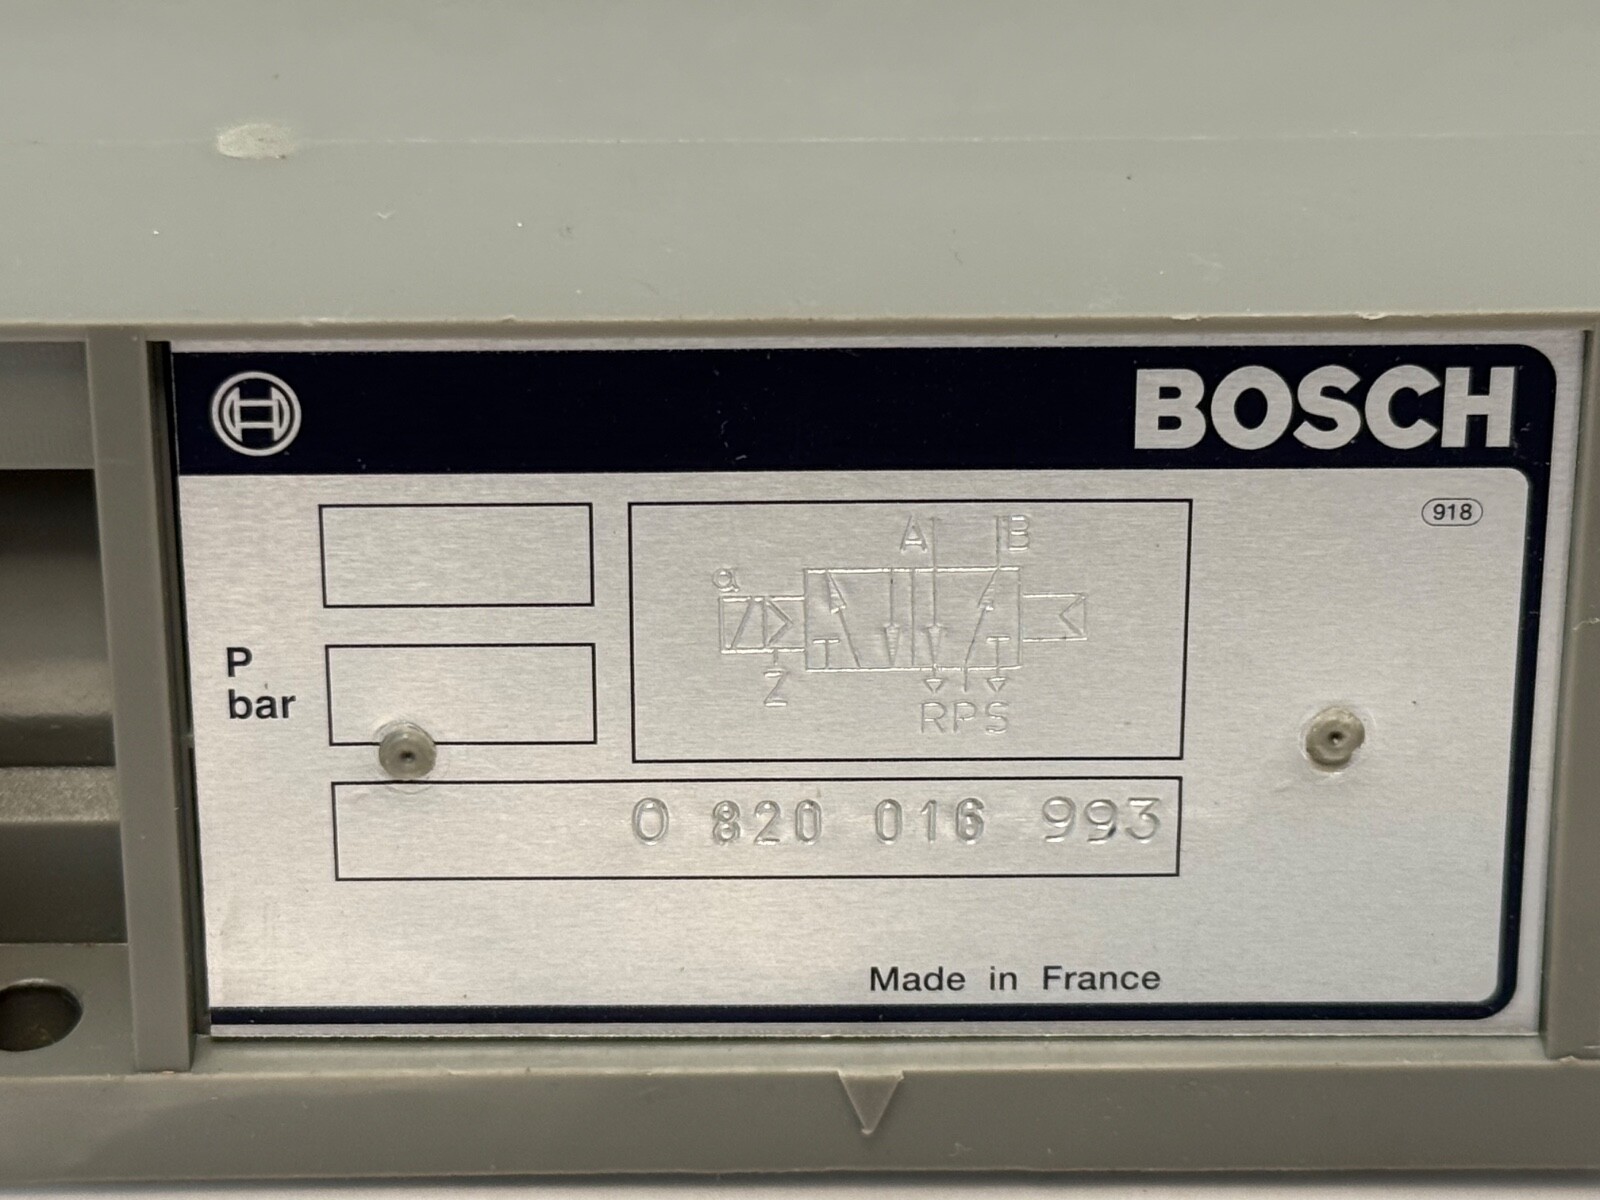 BOSCH
918
A B
a
P
bar
Z
RPS
0 820 016 993
Made in France